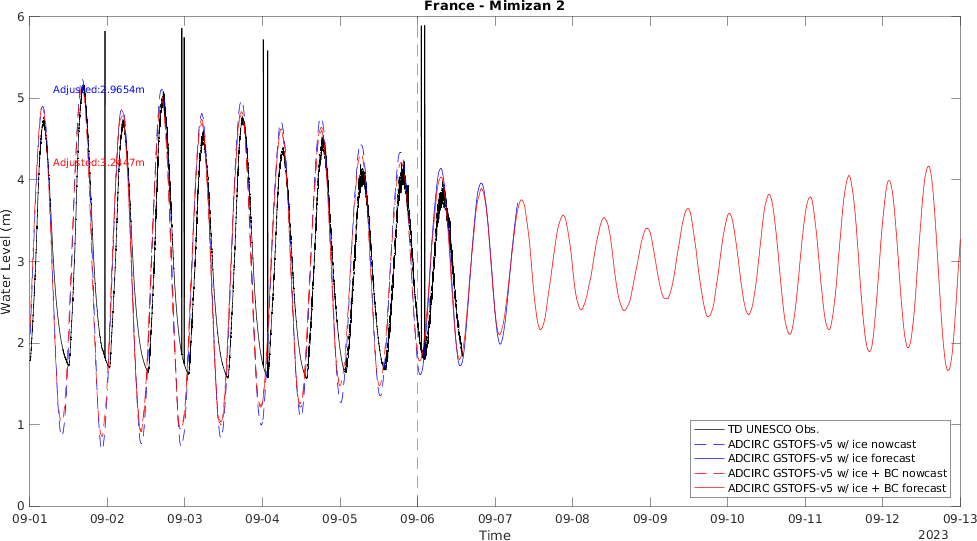 France - Mimizan 2
6
5
4
3
2
1
0
Water Level (m)
Adjusted:2.9654m
Adjusted:3.2447m
TD UNESCO Obs.
ADCIRC GSTOFS-v5 w/ ice nowcast
ADCIRC GSTOFS-v5 w/ ice forecast
ADCIRC GSTOFS-v5 w/ ice + BC nowcast
ADCIRC GSTOFS-v5 w/ ice + BC forecast
09-01 09-02 09-03 09-04 09-05 09-06 09-07 09-08 09-09 09-10 09-11 09-12 09-13
Time
2023